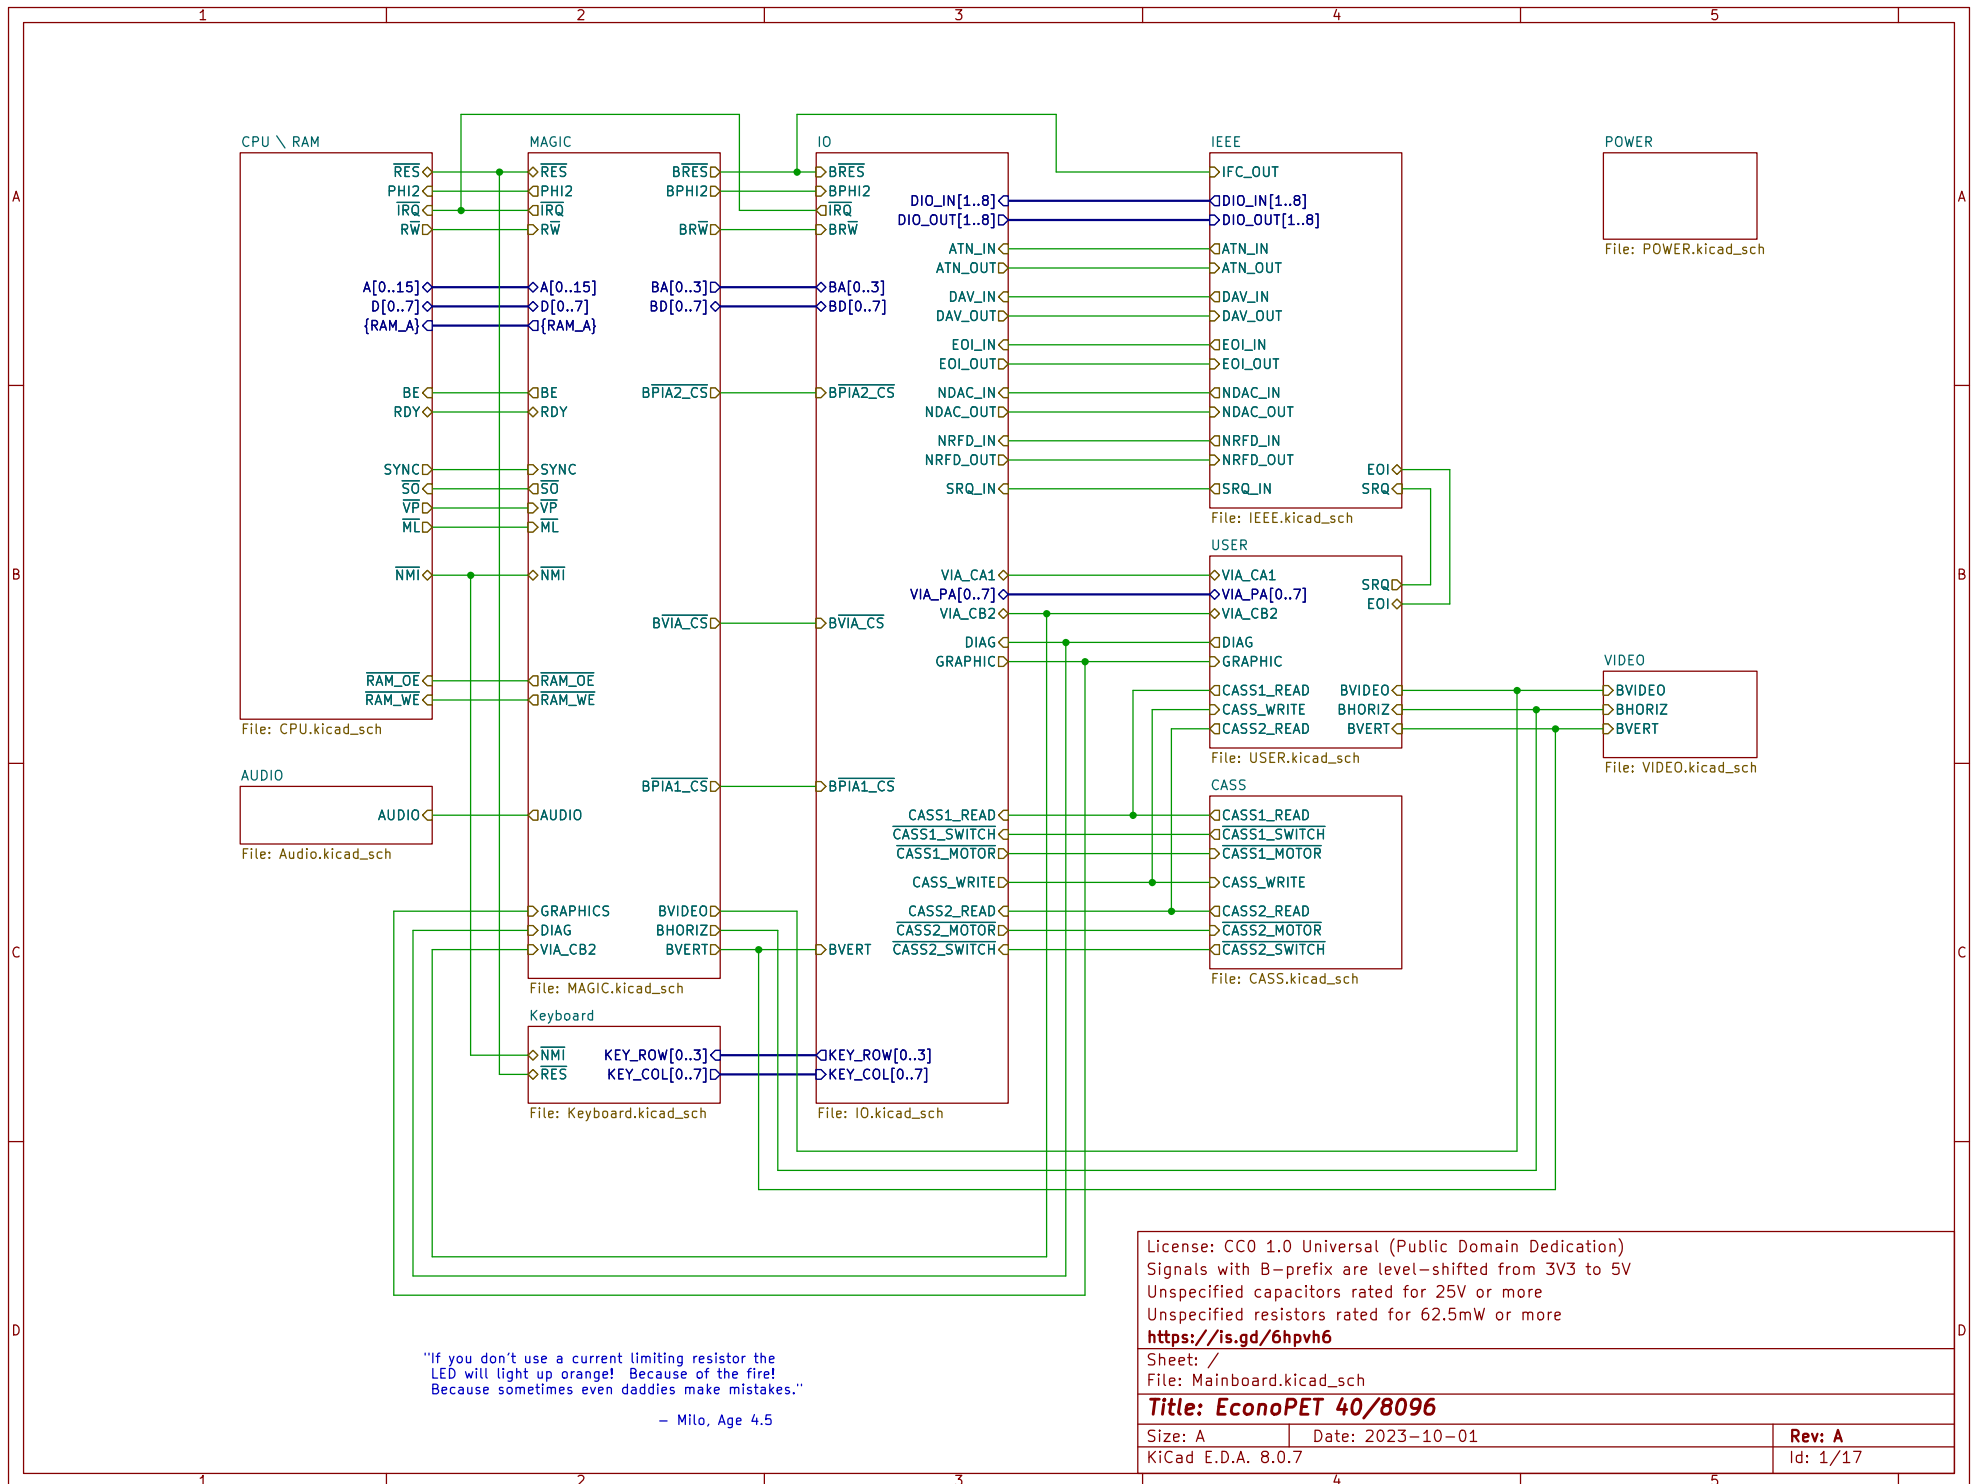 1 2 3 4 5
A
B
C
D
CPU \ RAM
RES
PHI2
IRQ
RW
A[0..15]
D[0..7]
{RAM_A}
BE
RDY
SYNC
SO
VP
ML
NMI
RAM_OE
RAM_WE
File: CPU.kicad_sch
AUDIO
AUDIO
File: Audio.kicad_sch
MAGIC
RES BRES
PHI2 BPHI2
IRQ
RW BRW
A[0..15] BA[0..3]
D[0..7] BD[0..7]
{RAM_A}
BE BPIA2_CS
RDY
SYNC
SO
VP
ML
NMI
BVIA_CS
RAM_OE
RAM_WE
BPIA1_CS
AUDIO
GRAPHICS BVIDEO
DIAG BHORIZ
VIA_CB2 BVERT
File: MAGIC.kicad_sch
Keyboard
NMI KEY_ROW[0..3]
RES KEY_COL[0..7]
File: Keyboard.kicad_sch
IO
BRES
BPHI2
DIO_IN[1..8]
IRQ
DIO_OUT[1..8]
BRW
ATN_IN
ATN_OUT
BA[0..3]
DAV_IN
BD[0..7]
DAV_OUT
EOI_IN
EOI_OUT
BPIA2_CS NDAC_IN
NDAC_OUT
NRFD_IN
NRFD_OUT
SRQ_IN
VIA_CA1
VIA_PA[0..7]
VIA_CB2
BVIA_CS
DIAG
GRAPHIC
BPIA1_CS
CASS1_READ
CASS1_SWITCH
CASS1_MOTOR
CASS_WRITE
CASS2_READ
CASS2_MOTOR
BVERT CASS2_SWITCH
KEY_ROW[0..3]
KEY_COL[0..7]
File: IO.kicad_sch
IEEE
IFC_OUT
DIO_IN[1..8]
DIO_OUT[1..8]
ATN_IN
ATN_OUT
DAV_IN
DAV_OUT
EOI_IN
EOI_OUT
NDAC_IN
NDAC_OUT
NRFD_IN
NRFD_OUT EOI
SRQ_IN SRQ
File: IEEE.kicad_sch
USER
VIA_CA1 SRQ
VIA_PA[0..7] EOI
VIA_CB2
DIAG
GRAPHIC
CASS1_READ BVIDEO
CASS_WRITE BHORIZ
CASS2_READ BVERT
File: USER.kicad_sch
CASS
CASS1_READ
CASS1_SWITCH
CASS1_MOTOR
CASS_WRITE
CASS2_READ
CASS2_MOTOR
CASS2_SWITCH
File: CASS.kicad_sch
POWER
File: POWER.kicad_sch
VIDEO
BVIDEO
BHORIZ
BVERT
File: VIDEO.kicad_sch
"If you don't use a current limiting resistor the
LED will light up orange! Because of the fire!
Because sometimes even daddies make mistakes."
- Milo, Age 4.5
License: CC0 1.0 Universal (Public Domain Dedication)
Signals with B-prefix are level-shifted from 3V3 to 5V
Unspecified capacitors rated for 25V or more
Unspecified resistors rated for 62.5mW or more
https://is.gd/6hpvh6
Sheet: /
File: Mainboard.kicad_sch
Title: EconoPET 40/8096
Size: A Date: 2023-10-01 Rev: A
KiCad E.D.A. 8.0.7 Id: 1/17
A
B
C
D
1 2 3 4 5